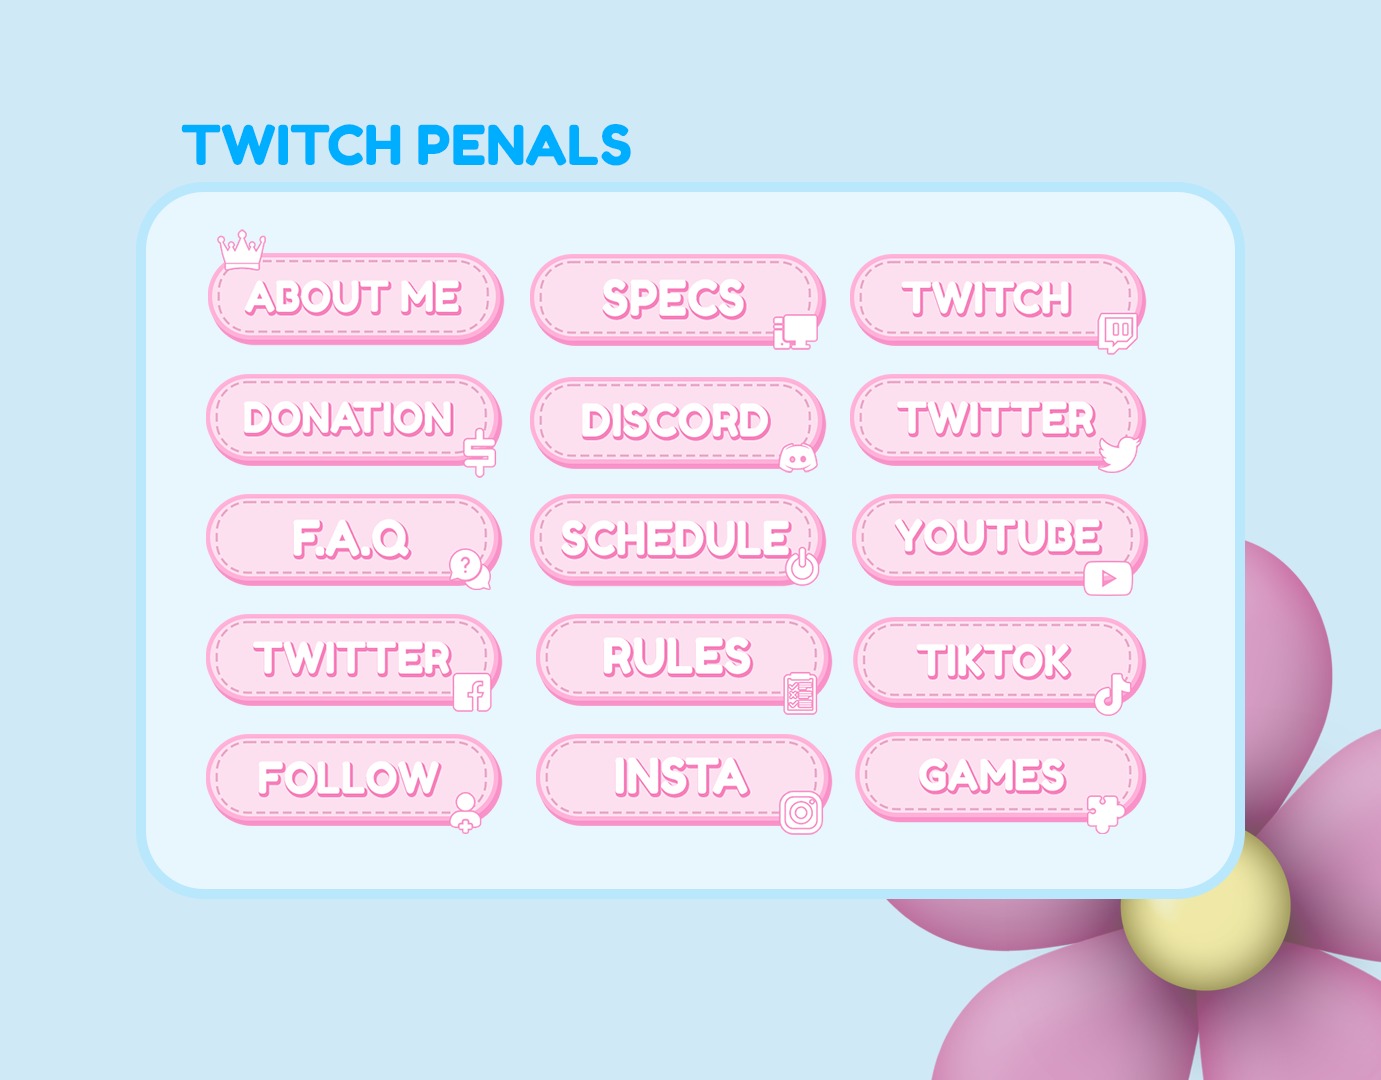 TWITCH PENALS
ABOUT ME
SPECS
TWITCH
DONATION
DISCORD
TWITTER
F.A.Q
SCHEDULE
YOUTUBE
TWITTER
RULES
TIKTOK
FOLLOW
INSTA
GAMES